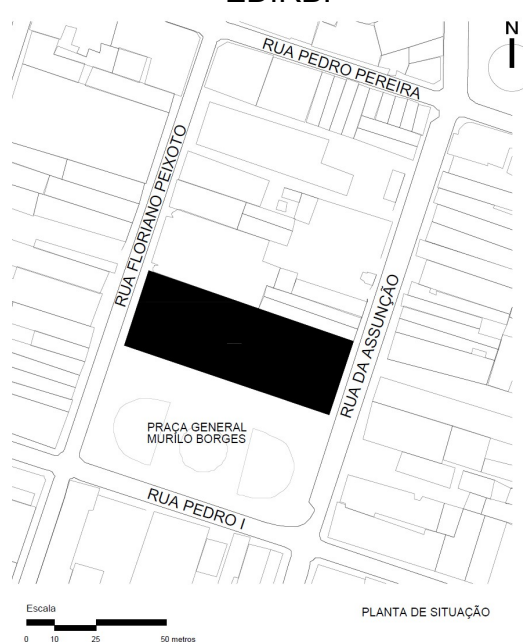 N
RUA PEDRO PEREIRA
RUA FLORIANO PEIXOTO
RUA DA ASSUNÇÃO
PRAÇA GENERAL
MURILO BORGES
RUA PEDRO I
Escala
0 10 25 50 metros
PLANTA DE SITUAÇÃO